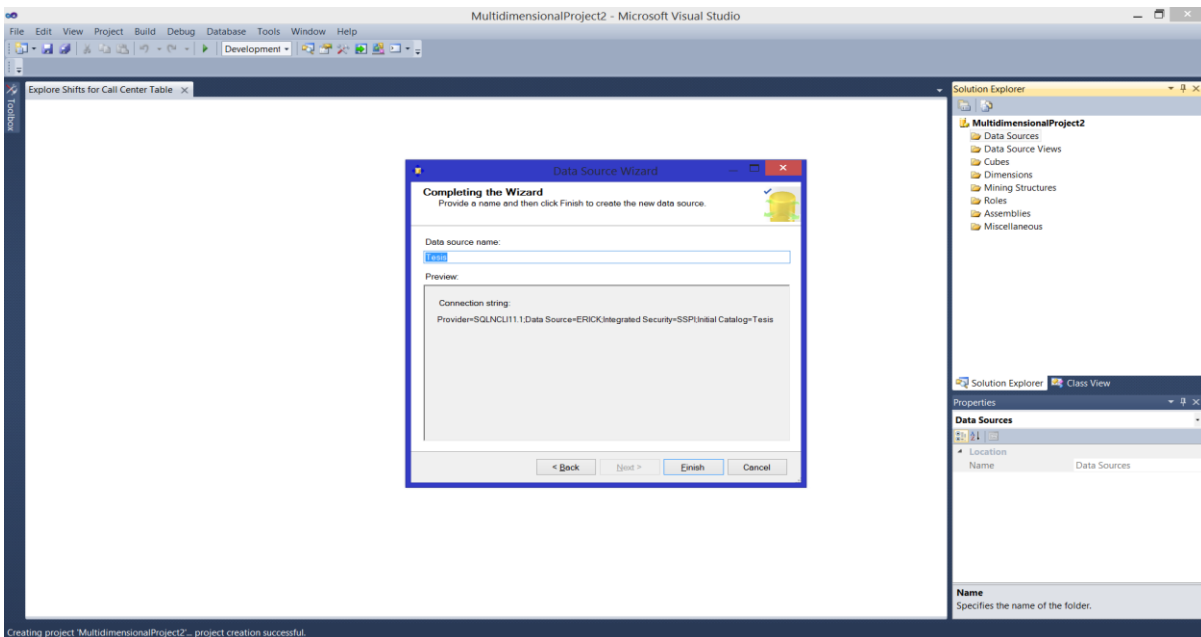 MultidimensionalProject2 - Microsoft Visual Studio
File Edit View Project Build Debug Database Tools Window Help
Development
Toolbox
Explore Shifts for Call Center Table
Data Source Wizard
Completing the Wizard
Provide a name and then click Finish to create the new data source.
Data source name:
Tesis
Preview:
Connection string:
Provider=SQLNCLI11.1;Data Source=ERICK;Integrated Security=SSPI;Initial Catalog=Tesis
< Back Next > Finish Cancel
Solution Explorer
MultidimensionalProject2
Data Sources
Data Source Views
Cubes
Dimensions
Mining Structures
Roles
Assemblies
Miscellaneous
Solution Explorer Class View
Properties
Data Sources
Location
Name Data Sources
Name
Specifies the name of the folder.
Creating project 'MultidimensionalProject2'... project creation successful.